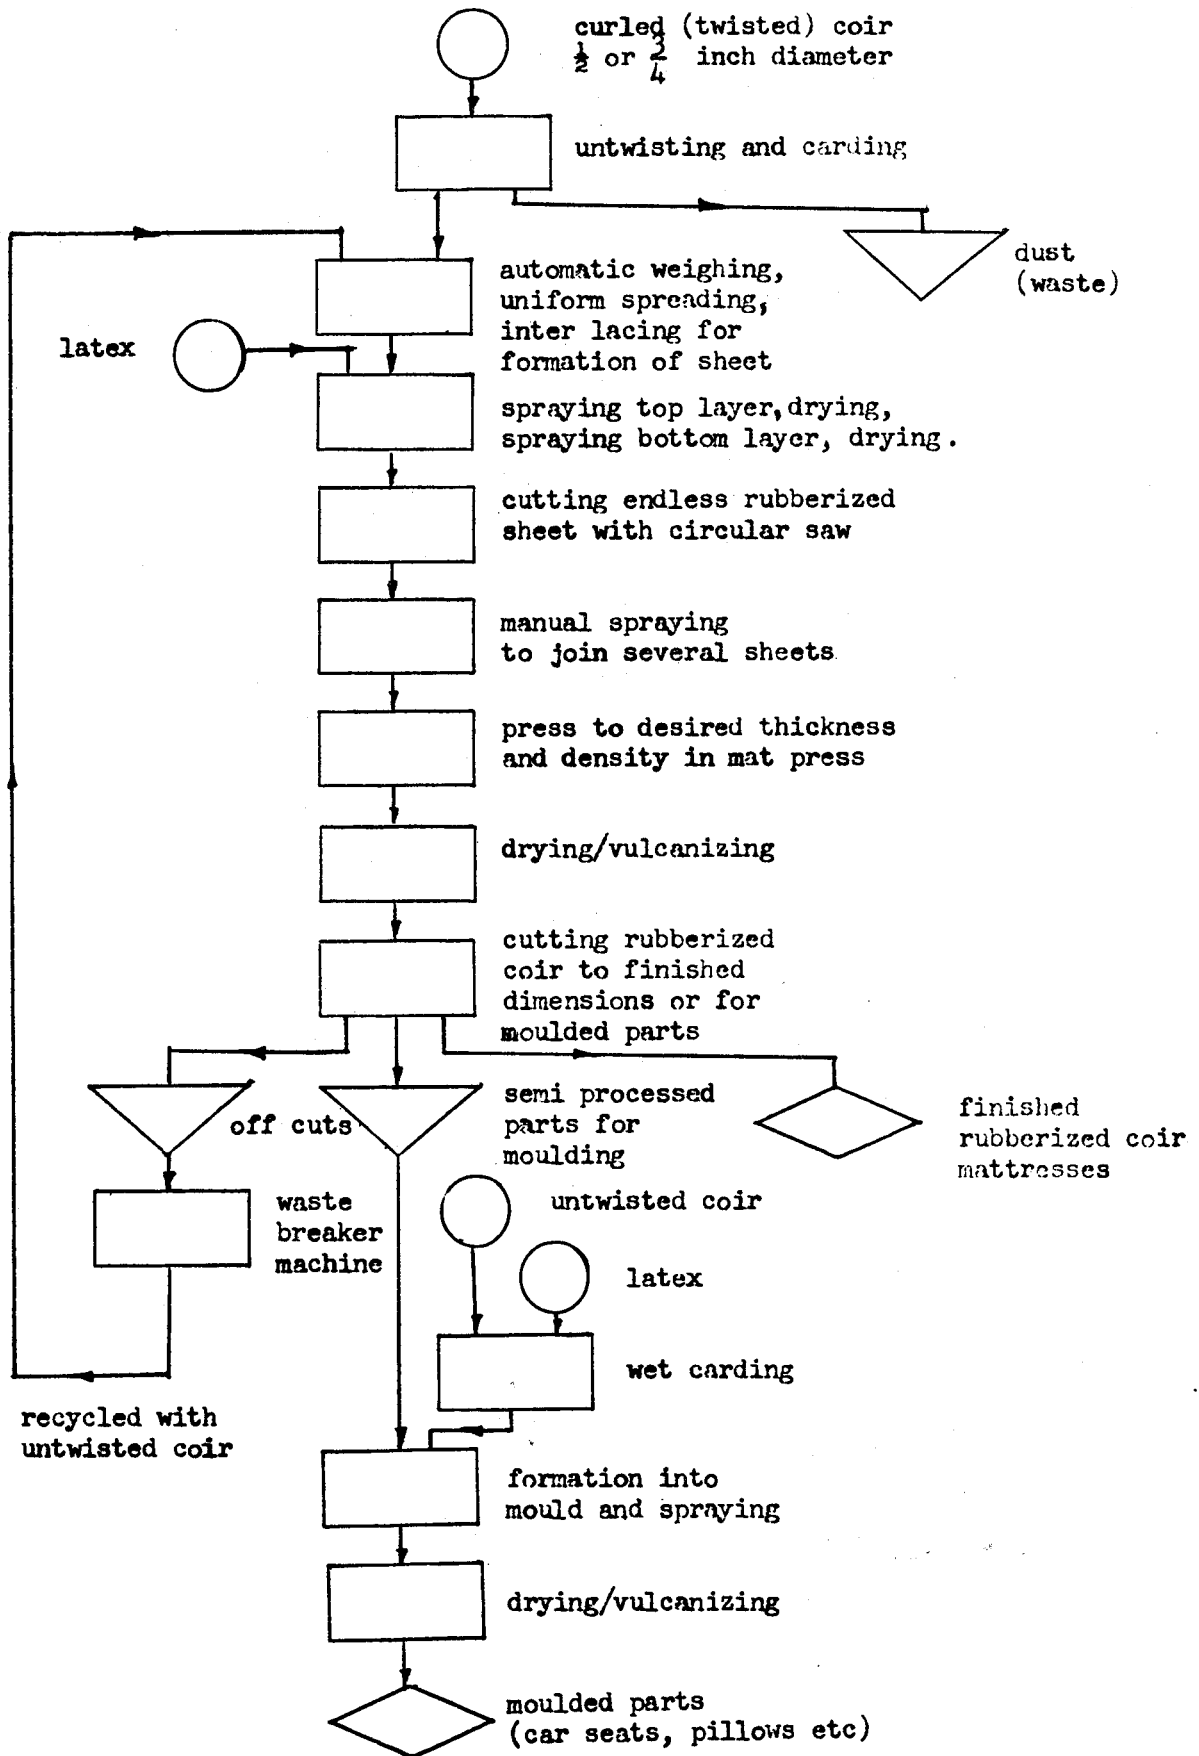 curled (twisted) coir
½ or 3/4 inch diameter
untwisting and carding
dust
(waste)
automatic weighing,
uniform spreading,
inter lacing for
formation of sheet
latex
spraying top layer, drying,
spraying bottom layer, drying.
cutting endless rubberized
sheet with circular saw
manual spraying
to join several sheets
press to desired thickness
and density in mat press
drying/vulcanizing
cutting rubberized
coir to finished
dimensions or for
moulded parts
off cuts
semi processed
parts for
moulding
finished
rubberized coir
mattresses
waste
breaker
machine
untwisted coir
latex
wet carding
recycled with
untwisted coir
formation into
mould and spraying
drying/vulcanizing
moulded parts
(car seats, pillows etc)